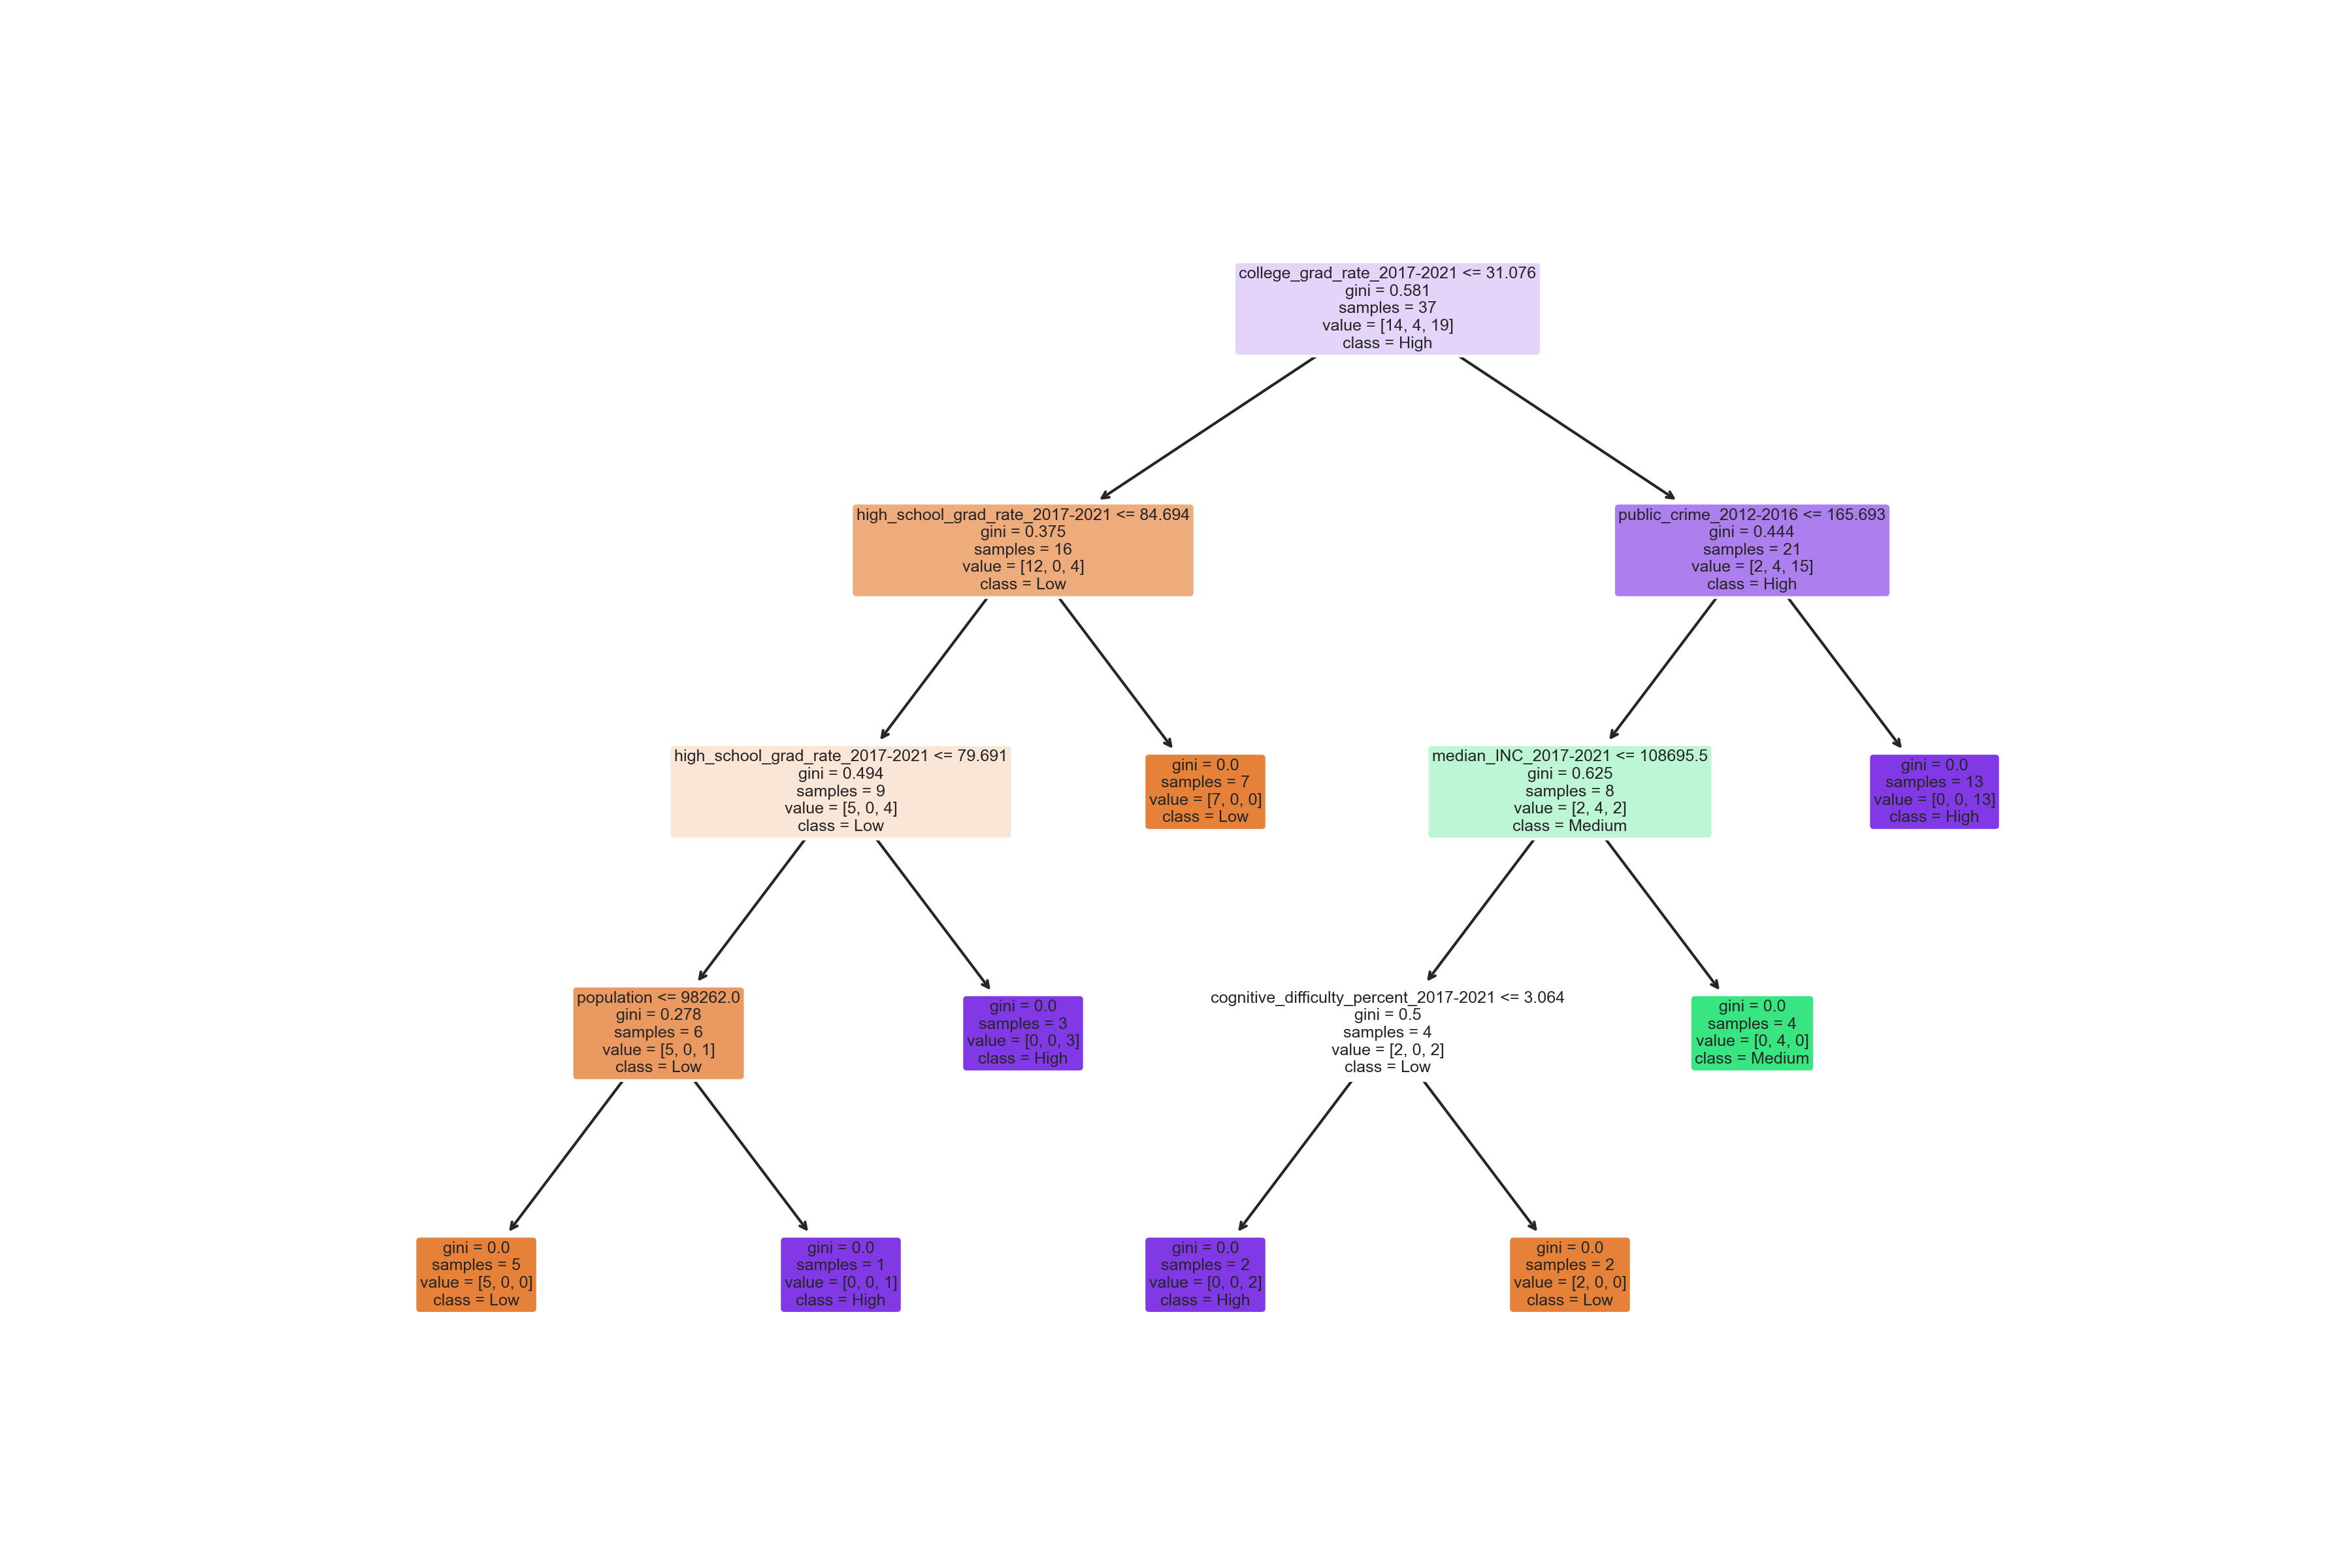 college_grad_rate_2017-2021 <= 31.076
gini = 0.581
samples = 37
value = [14, 4, 19]
class = High
high_school_grad_rate_2017-2021 <= 84.694
gini = 0.375
samples = 16
value = [12, 0, 4]
class = Low
public_crime_2012-2016 <= 165.693
gini = 0.444
samples = 21
value = [2, 4, 15]
class = High
high_school_grad_rate_2017-2021 <= 79.691
gini = 0.494
samples = 9
value = [5, 0, 4]
class = Low
gini = 0.0
samples = 7
value = [7, 0, 0]
class = Low
median_INC_2017-2021 <= 108695.5
gini = 0.625
samples = 8
value = [2, 4, 2]
class = Medium
gini = 0.0
samples = 13
value = [0, 0, 13]
class = High
population <= 98262.0
gini = 0.278
samples = 6
value = [5, 0, 1]
class = Low
gini = 0.0
samples = 3
value = [0, 0, 3]
class = High
cognitive_difficulty_percent_2017-2021 <= 3.064
gini = 0.5
samples = 4
value = [2, 0, 2]
class = Low
gini = 0.0
samples = 4
value = [0, 4, 0]
class = Medium
gini = 0.0
samples = 5
value = [5, 0, 0]
class = Low
gini = 0.0
samples = 1
value = [0, 0, 1]
class = High
gini = 0.0
samples = 2
value = [0, 0, 2]
class = High
gini = 0.0
samples = 2
value = [2, 0, 0]
class = Low